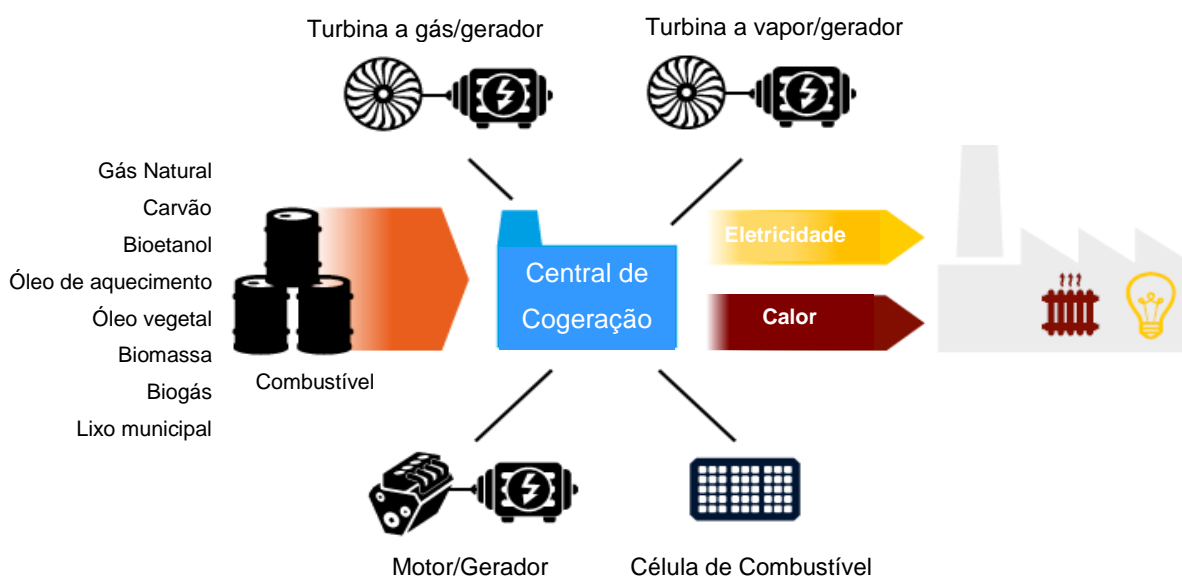 Turbina a gás/gerador
Turbina a vapor/gerador
Gás Natural
Carvão
Bioetanol
Óleo de aquecimento
Óleo vegetal
Biomassa
Biogás
Lixo municipal
Combustível
Central de
Cogeração
Eletricidade
Calor
Motor/Gerador
Célula de Combustível